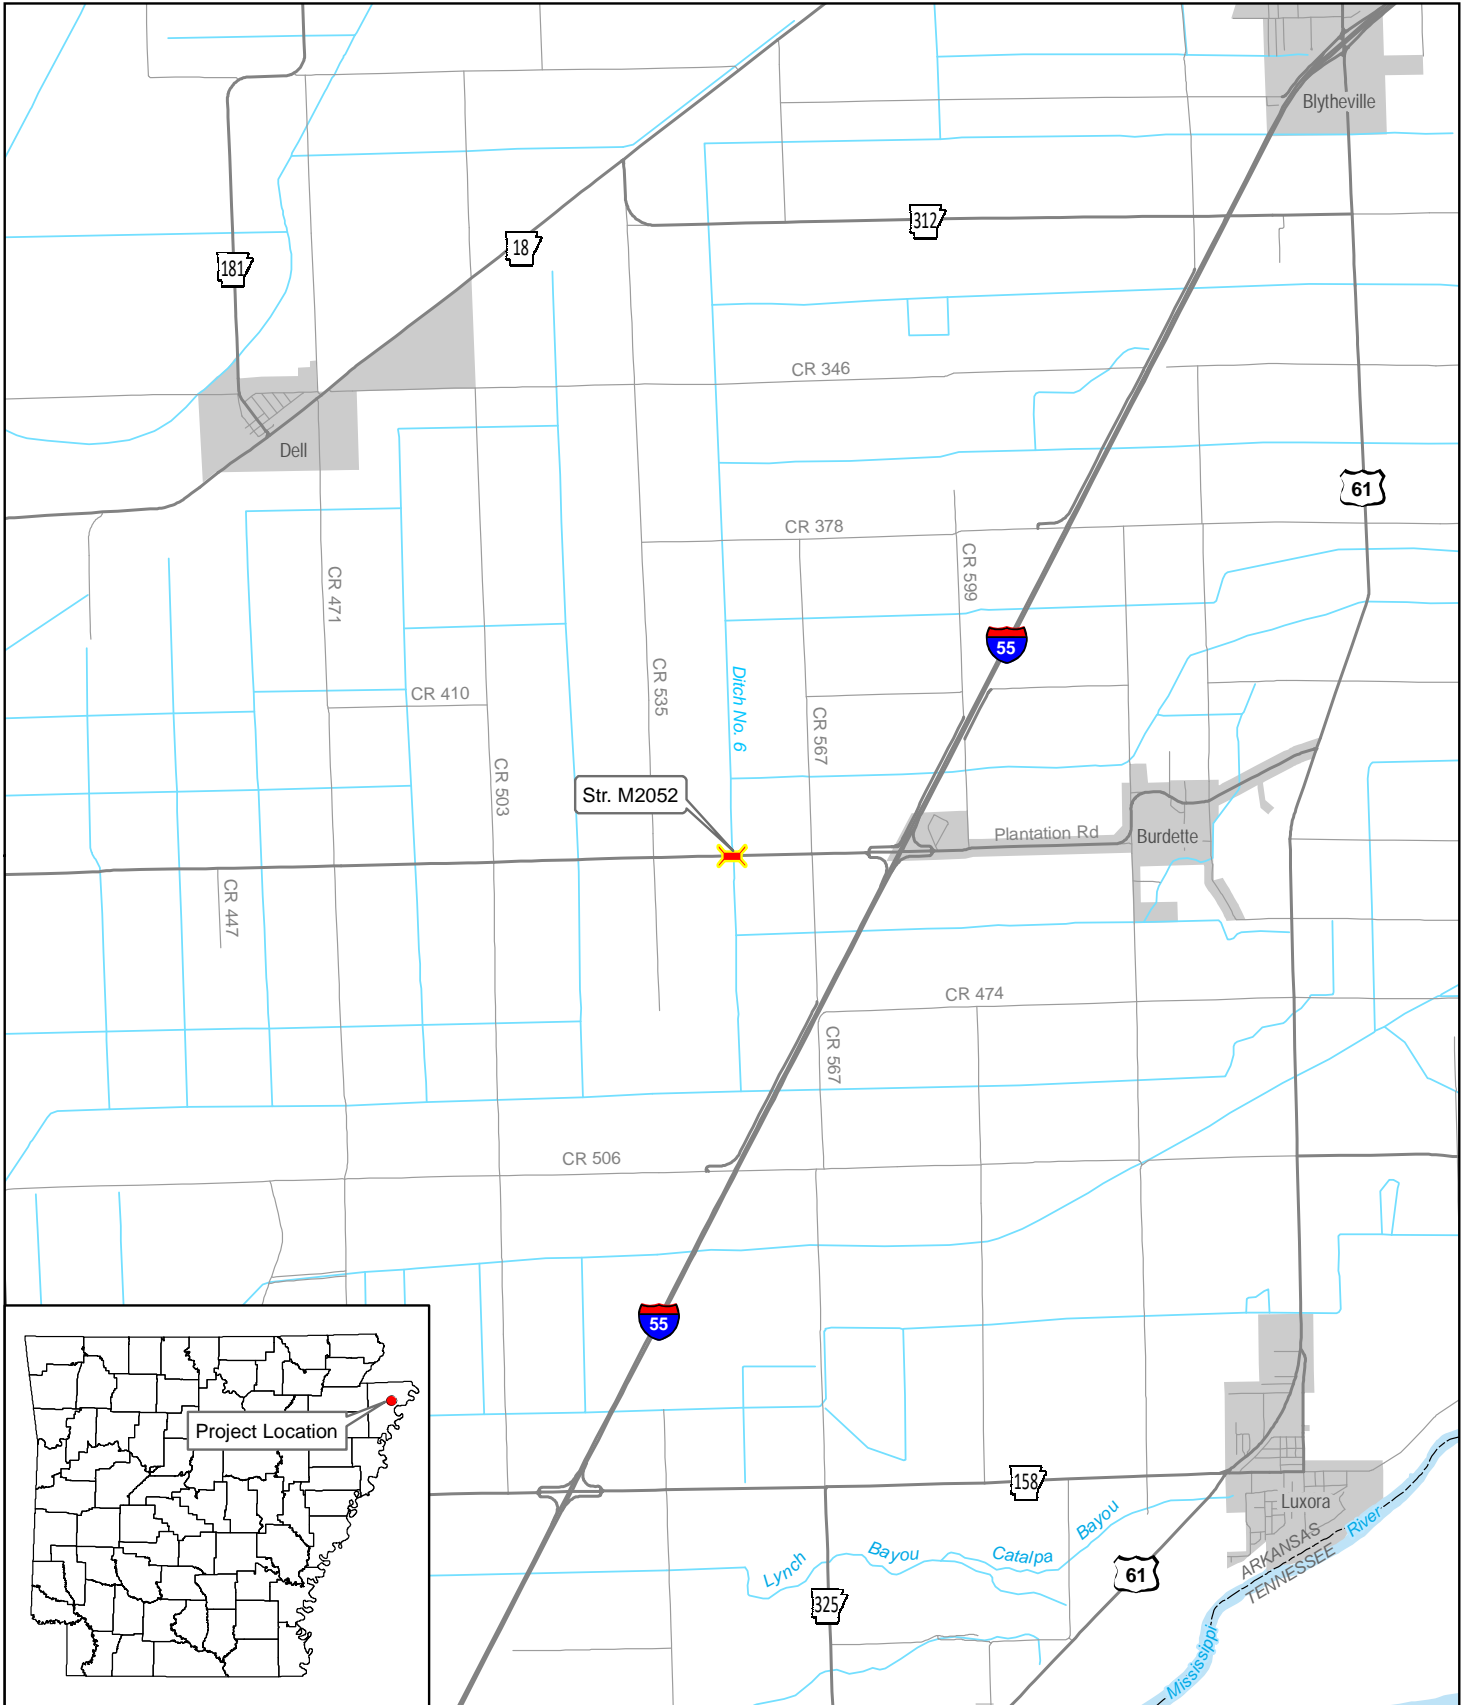 Blytheville
312
18
181
CR 346
Dell
61
CR 378
CR 599
CR 471
55
CR 535
Ditch No. 6
CR 410
CR 567
CR 503
Str. M2052
Plantation Rd
Burdette
CR 447
CR 474
CR 567
CR 506
55
Project Location
158
Luxora
Lynch
Bayou
Catalpa
Bayou
ARKANSAS
TENNESSEE
River
Mississippi
61
325